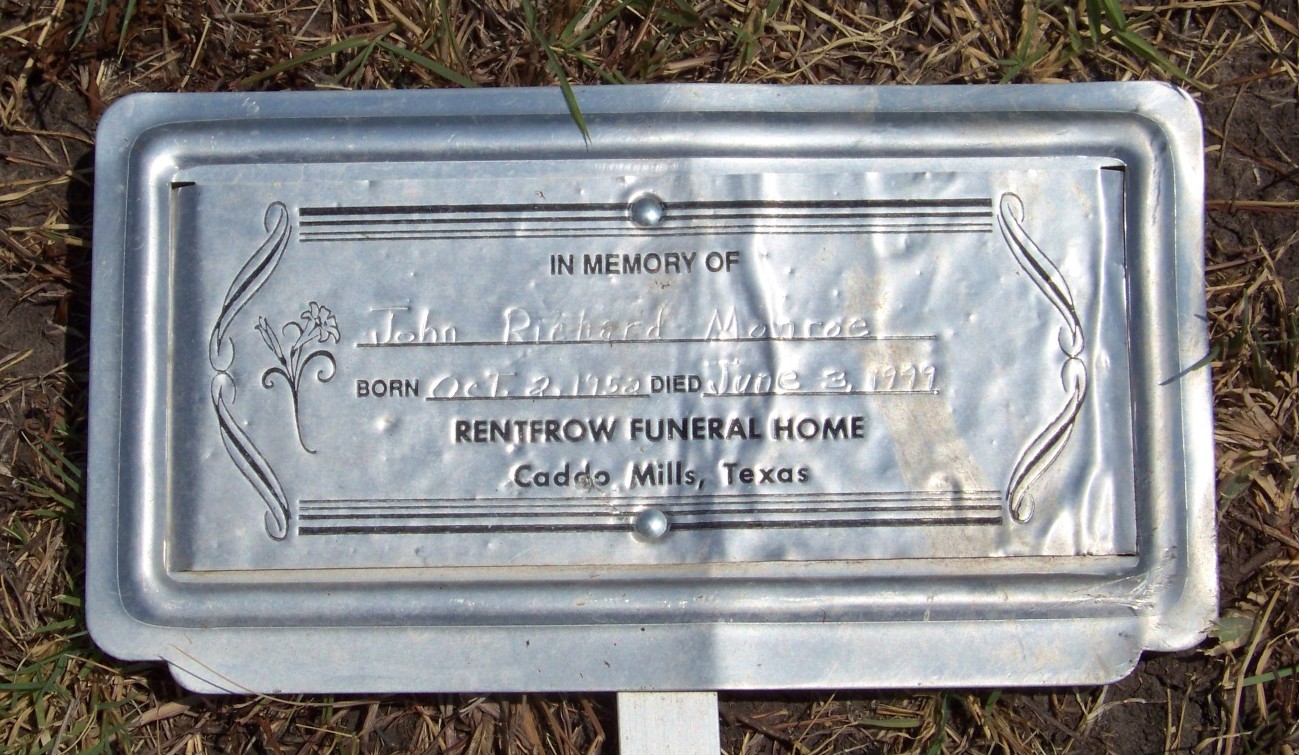 IN MEMORY OF
John Richard Monroe
BORN Oct. 2, 1952 DIED June 3, 1999
RENTFROW FUNERAL HOME
Caddo Mills, Texas